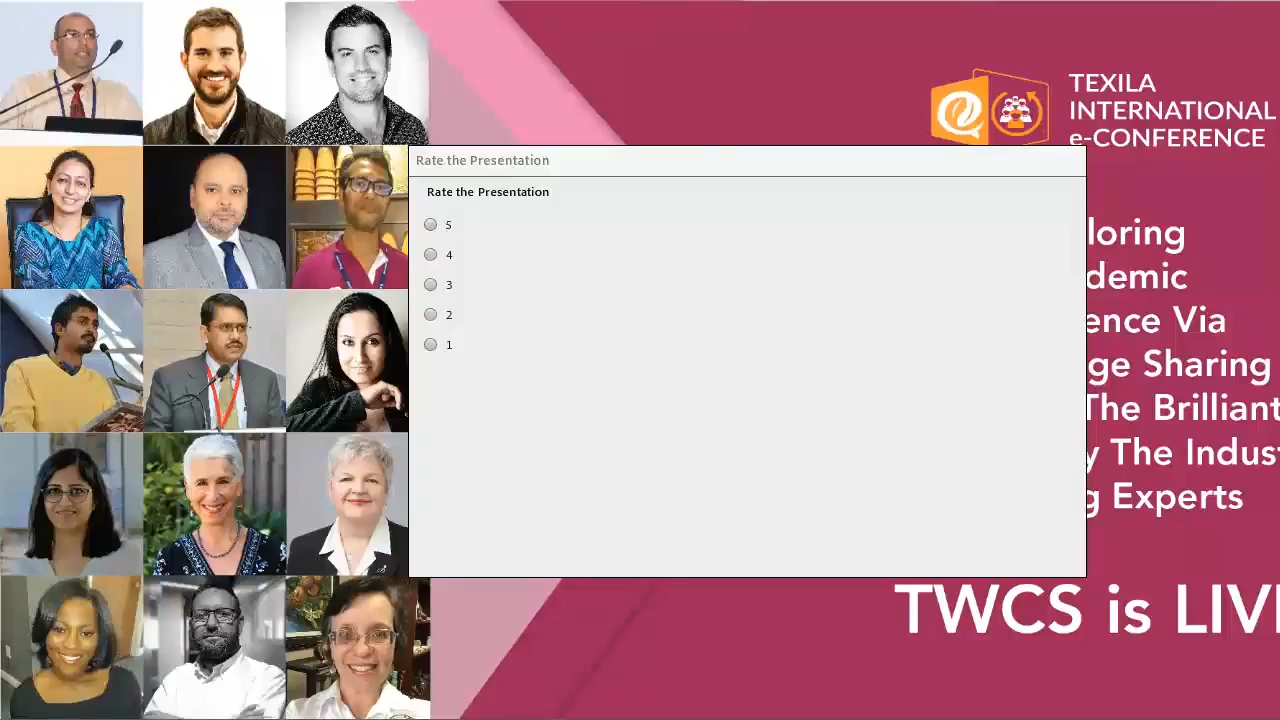 TEXILA
INTERNATIONAL
e-CONFERENCE
Rate the Presentation
Rate the Presentation
5
4
3
2
1
loring
demic
ence Via
ge Sharing
The Brilliant
y The Indust
g Experts
TWCS is LIV